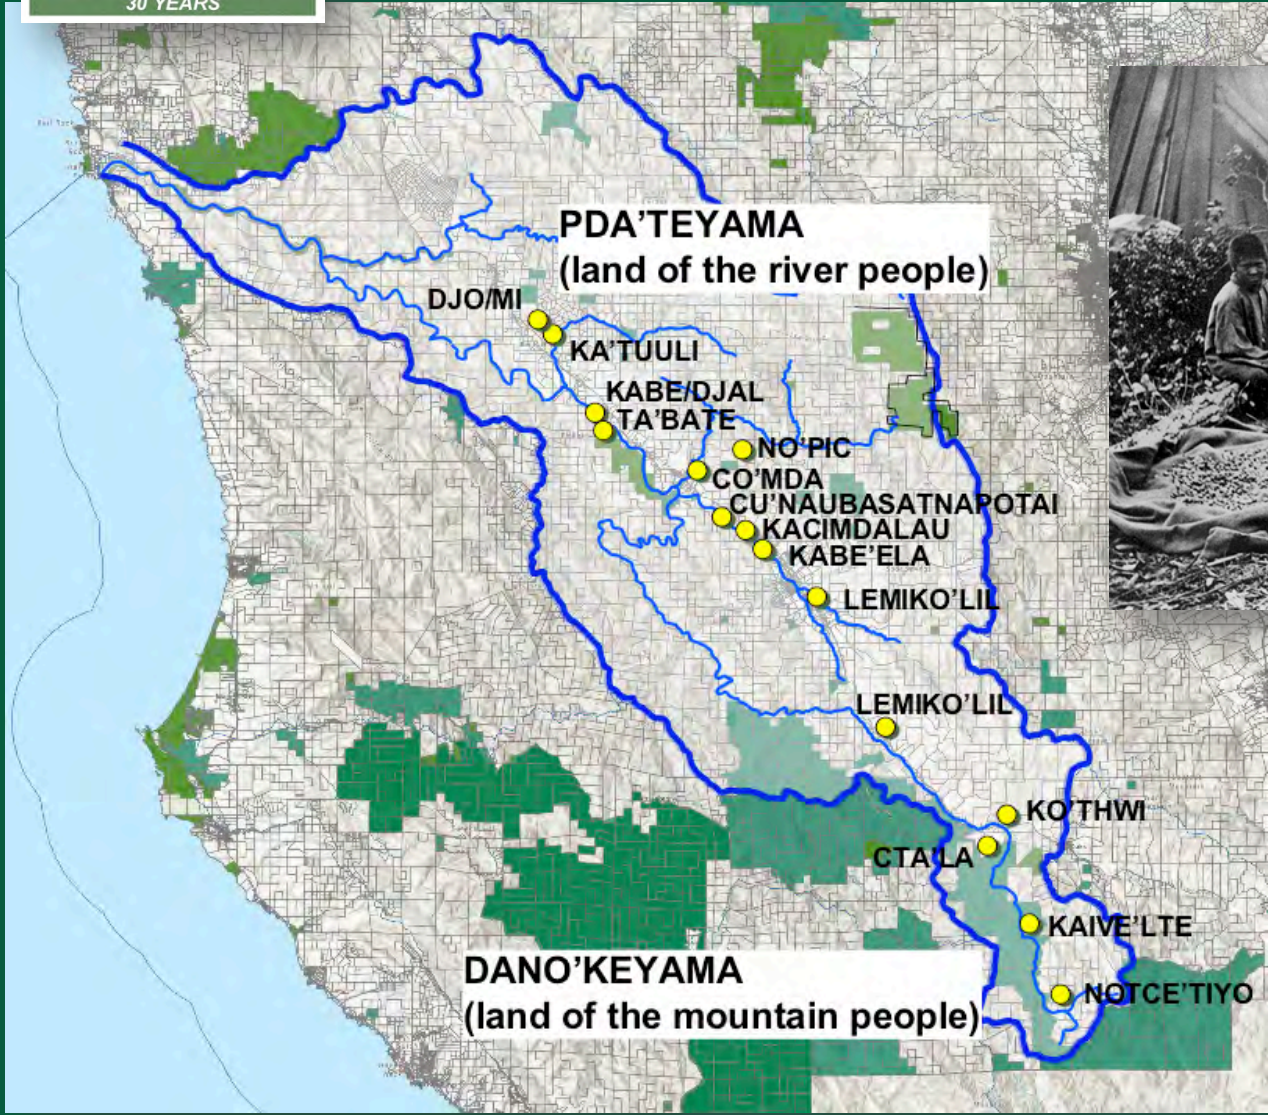 30 YEARS
PDA'TEYAMA
(land of the river people)
DJO/MI
KA'TUULI
KABE/DJAL
TA'BATE
NO'PIC
CO'MDA
CU'NAUBASATNAPOTAI
KACIMDALAU
KABE'ELA
LEMIKO'LIL
LEMIKO'LIL
KO'THWI
CTA'LA
KAIVE'LTE
DANO'KEYAMA
(land of the mountain people)
NOTCE'TIYO